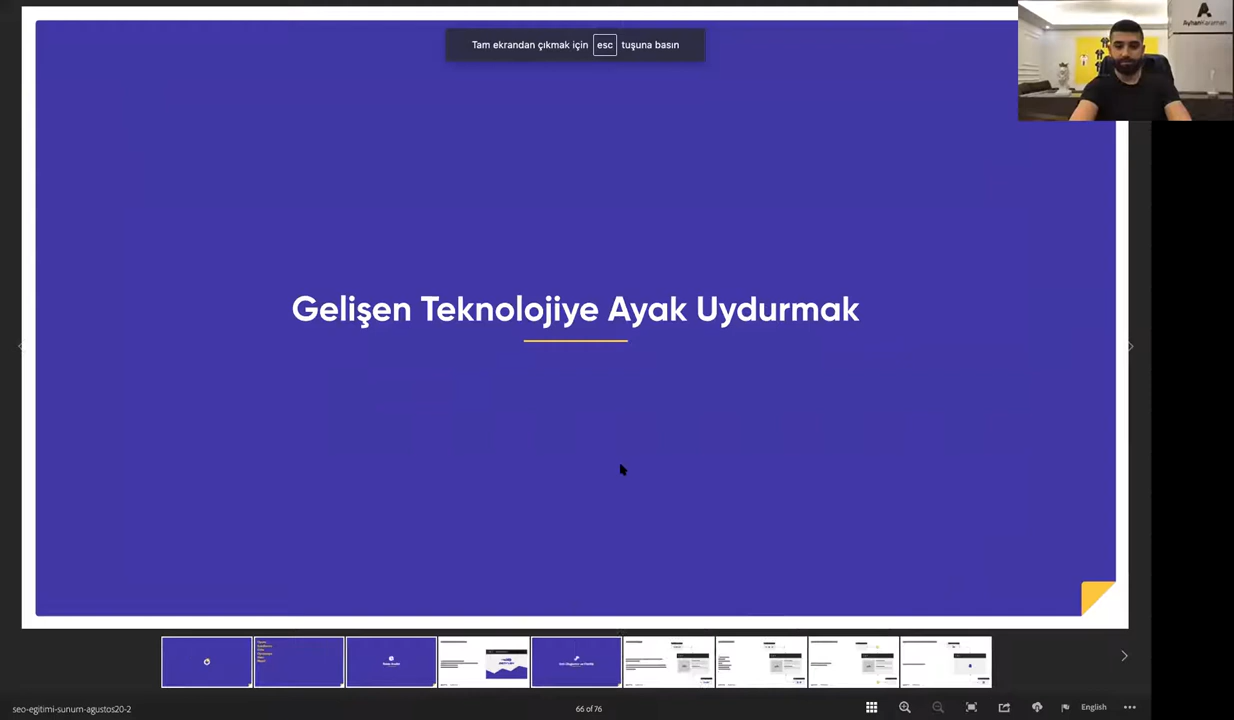 Tam ekrandan çıkmak için esc tuşuna basın
AyhanKaraman
Gelişen Teknolojiye Ayak Uydurmak
seo-egitimi-sunum-agustos20-2
66 of 76
English